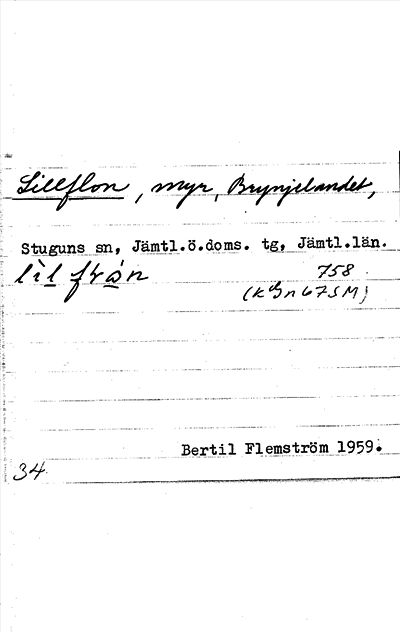 Lillflon, myr, Brynjelandet,
Stuguns sn, Jämtl.ö.doms. tg, Jämtl.län.
758
Bertil Flemström 1959.
34